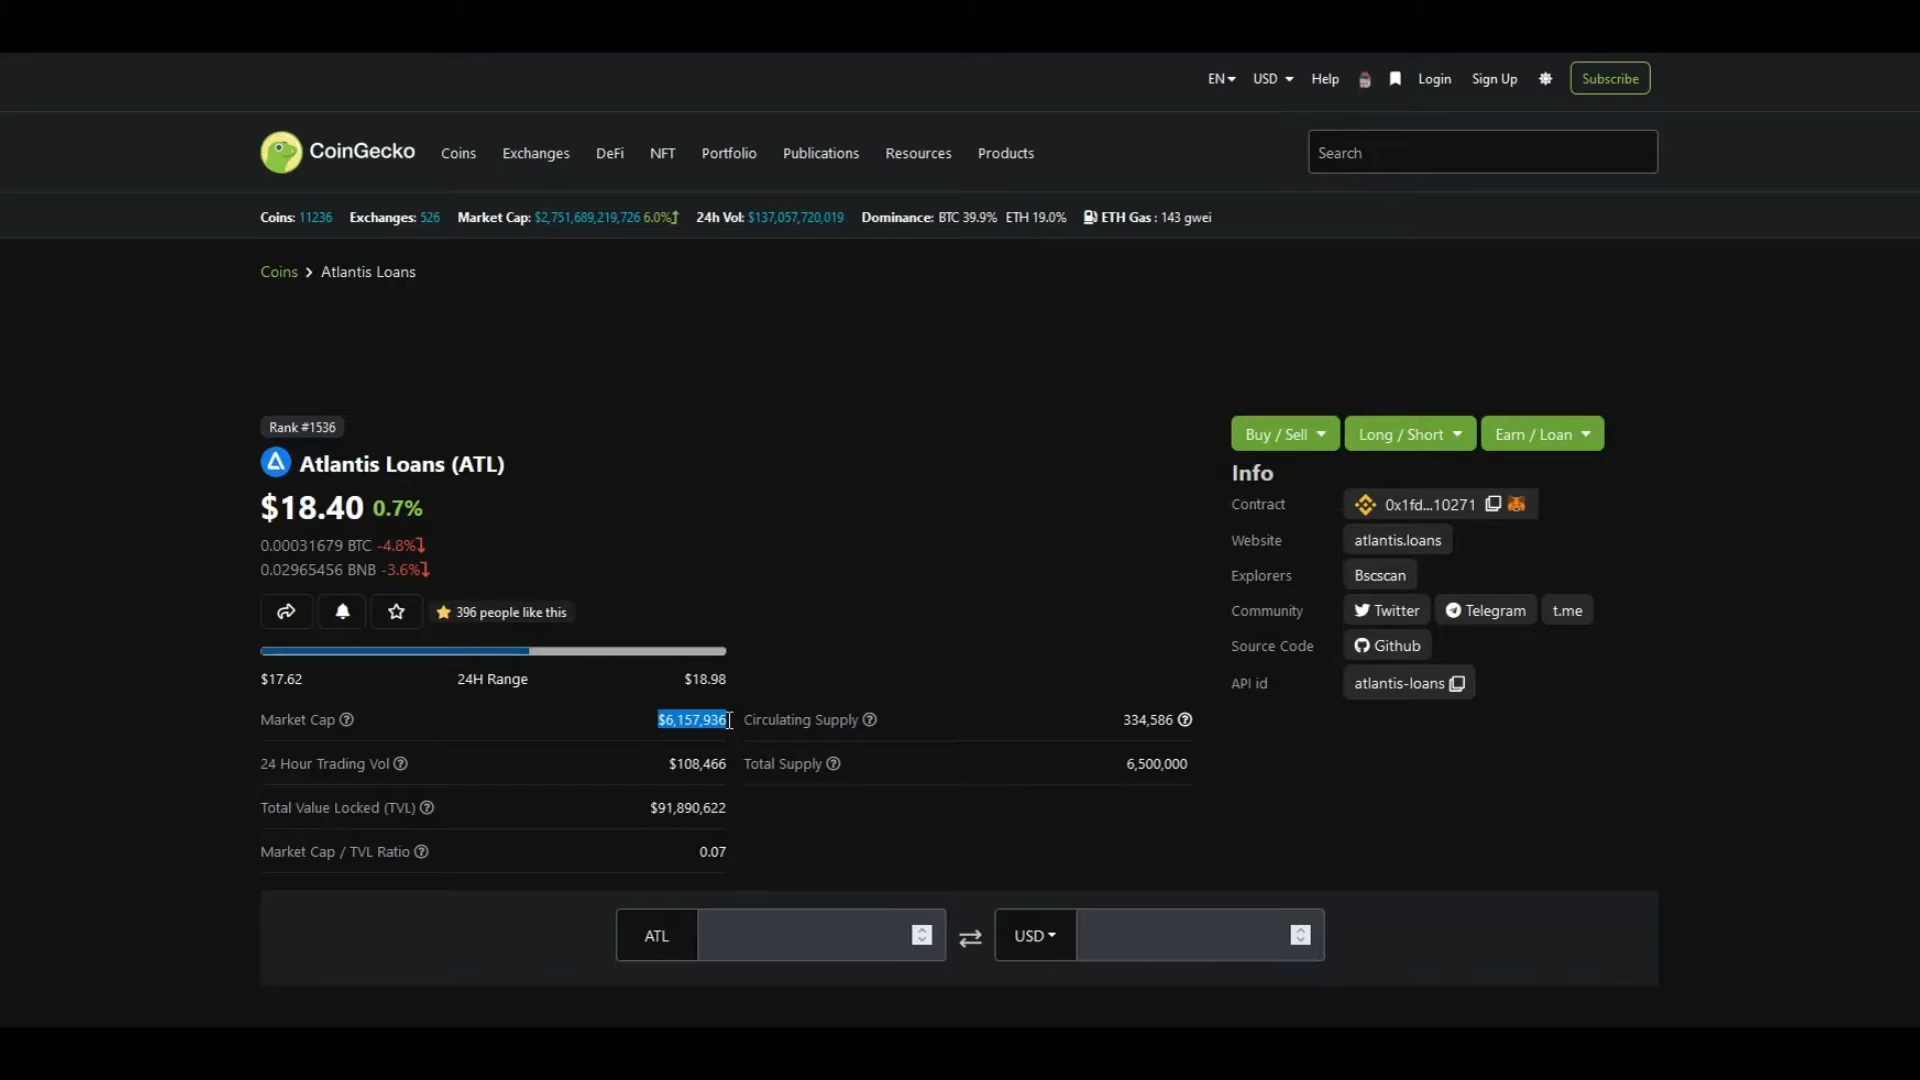 EN USD Help Login Sign Up Subscribe
CoinGecko Coins Exchanges DeFi NFT Portfolio Publications Resources Products Search
Coins: 11236 Exchanges: 526 Market Cap: $2,751,689,219,726 6.0% 24h Vol: $137,057,720,019 Dominance: BTC 39.9% ETH 19.0% ETH Gas : 143 gwei
Coins > Atlantis Loans
Rank #1536
Atlantis Loans (ATL)
$18.40 0.7%
0.00031679 BTC -4.8%
0.02965456 BNB -3.6%
396 people like this
$17.62 24H Range $18.98
Market Cap $6,157,936 Circulating Supply 334,586
24 Hour Trading Vol $108,466 Total Supply 6,500,000
Total Value Locked (TVL) $91,890,622
Market Cap / TVL Ratio 0.07
Buy / Sell Long / Short Earn / Loan
Info
Contract 0x1fd...10271
Website atlantis.loans
Explorers Bscscan
Community Twitter Telegram t.me
Source Code Github
API id atlantis-loans
ATL USD